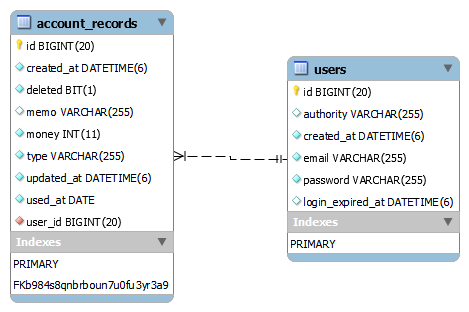 account_records
id BIGINT(20)
created_at DATETIME(6)
deleted BIT(1)
memo VARCHAR(255)
money INT(11)
type VARCHAR(255)
updated_at DATETIME(6)
used_at DATE
user_id BIGINT(20)
Indexes
PRIMARY
FKb984s8qnbrboun7u0fu3yr3a9
users
id BIGINT(20)
authority VARCHAR(255)
created_at DATETIME(6)
email VARCHAR(255)
password VARCHAR(255)
login_expired_at DATETIME(6)
Indexes
PRIMARY